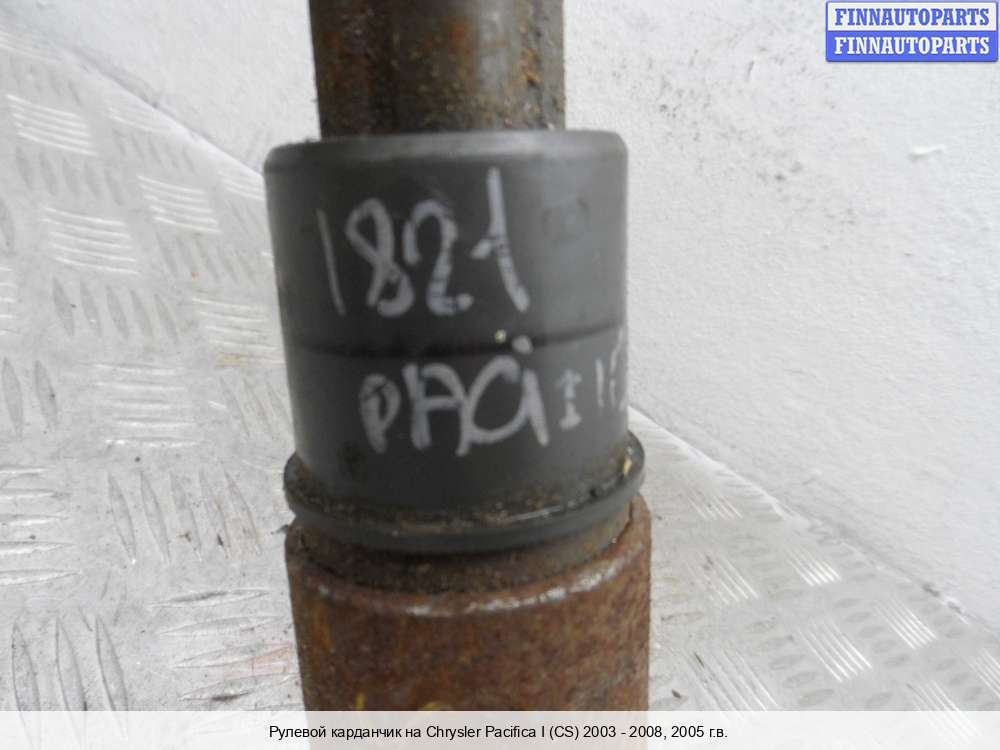 FINNAUTOPARTS
FINNAUTOPARTS
1821
PACi
Рулевой карданчик на Chrysler Pacifica I (CS) 2003 - 2008, 2005 г.в.